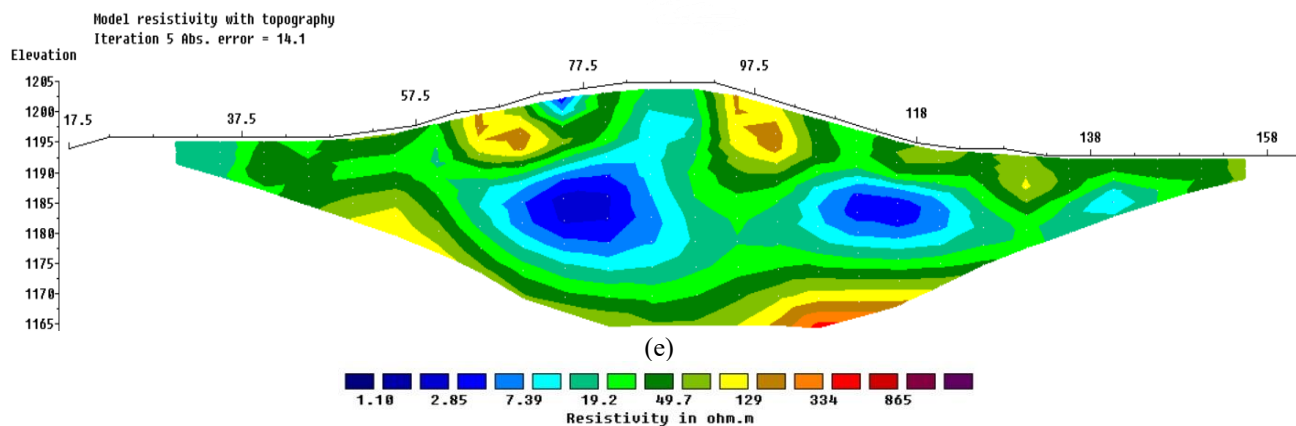 Model resistivity with topography
Iteration 5 Abs. error = 14.1
Elevation
1205
1200
1195
1190
1185
1180
1175
1170
1165
17.5
37.5
57.5
77.5
97.5
118
138
158
(e)
1.10 2.85 7.39 19.2 49.7 129 334 865
Resistivity in ohm.m